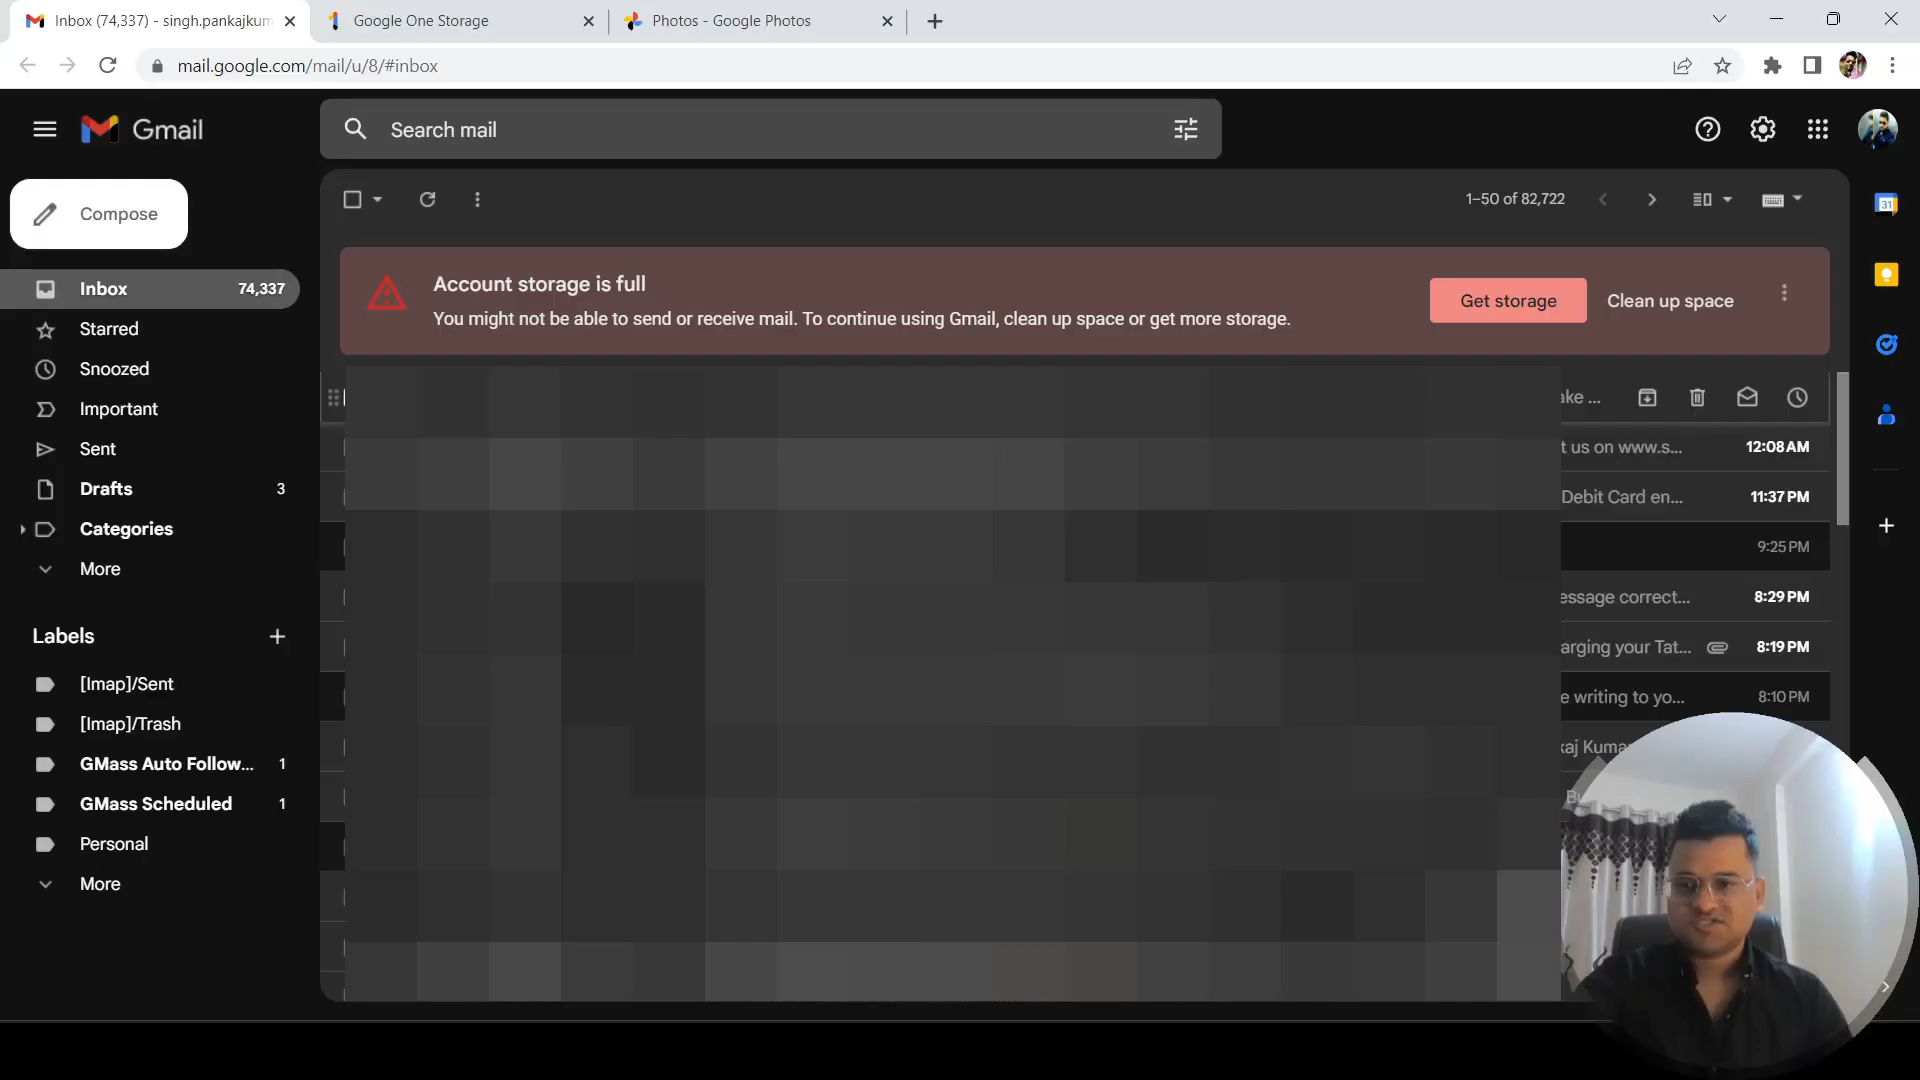 Inbox (74,337) - singh.pankajkum
Google One Storage
Photos - Google Photos
mail.google.com/mail/u/8/#inbox
Gmail
Search mail
Compose
1–50 of 82,722
31
Account storage is full
You might not be able to send or receive mail. To continue using Gmail, clean up space or get more storage.
Get storage
Clean up space
Inbox 74,337
Starred
Snoozed
Important
Sent
Drafts 3
Categories
More
Labels
[Imap]/Sent
[Imap]/Trash
GMass Auto Follow... 1
GMass Scheduled 1
Personal
More
ake ...
t us on www.s... 12:08 AM
Debit Card en... 11:37 PM
9:25 PM
essage correct... 8:29 PM
arging your Tat... 8:19 PM
e writing to yo... 8:10 PM
kaj Kuma